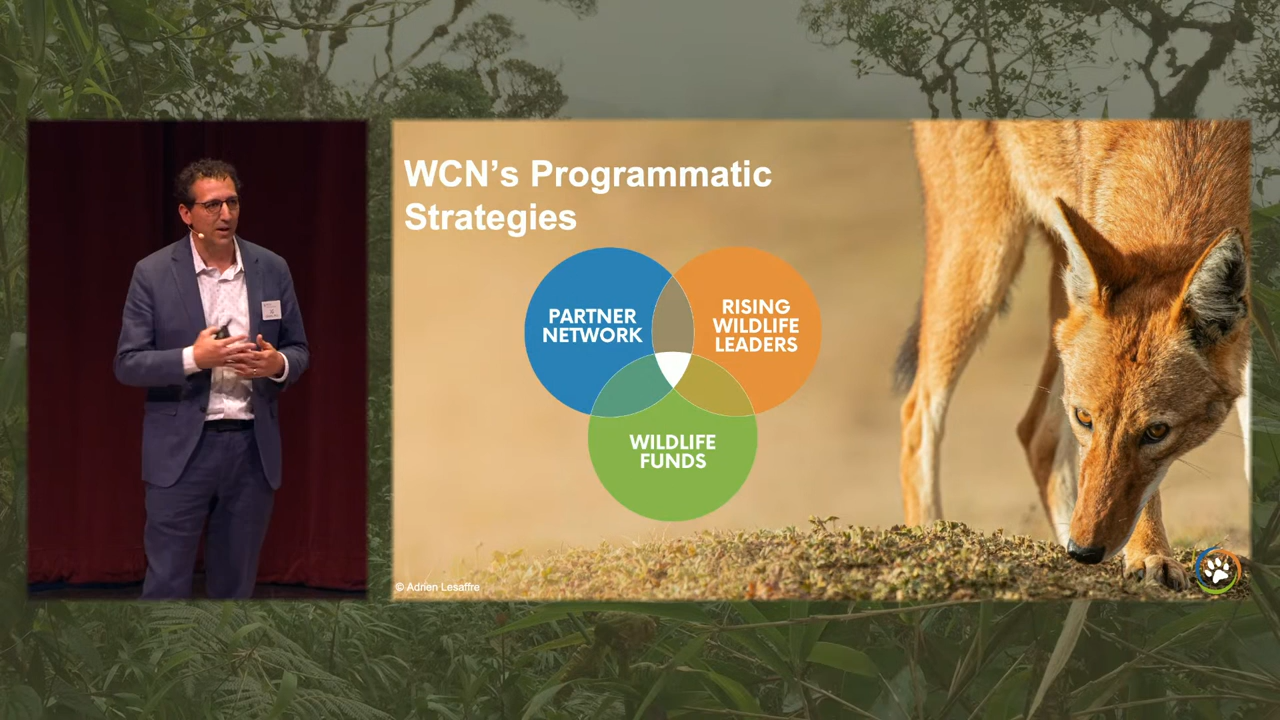 WCN's Programmatic
Strategies
PARTNER
NETWORK
RISING
WILDLIFE
LEADERS
WILDLIFE
FUNDS
© Adrien Lesaffre